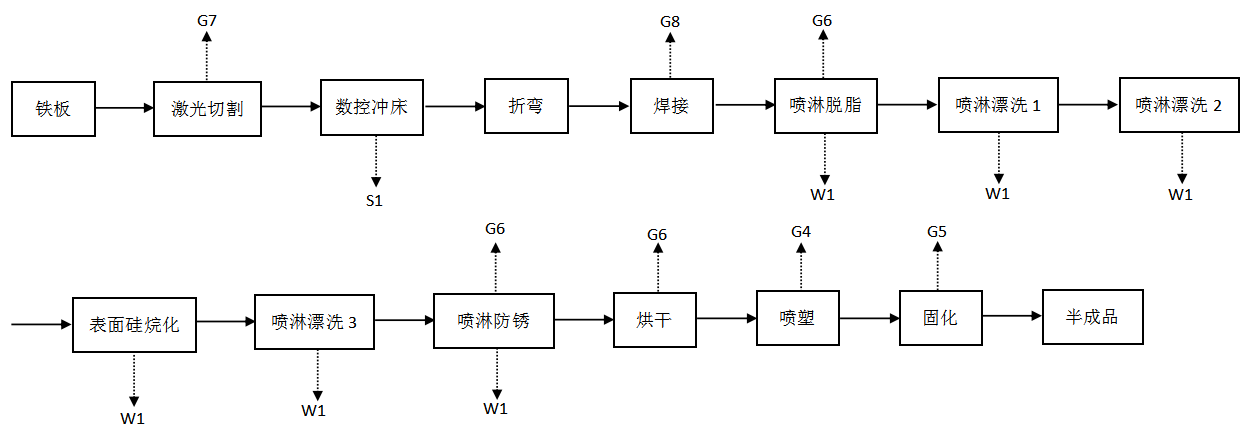 G7
G8
G6
铁板
激光切割
数控冲床
折弯
焊接
喷淋脱脂
喷淋漂洗1
喷淋漂洗2
S1
W1
W1
W1
G6
G6
G4
G5
表面硅烷化
喷淋漂洗3
喷淋防锈
烘干
喷塑
固化
半成品
W1
W1
W1